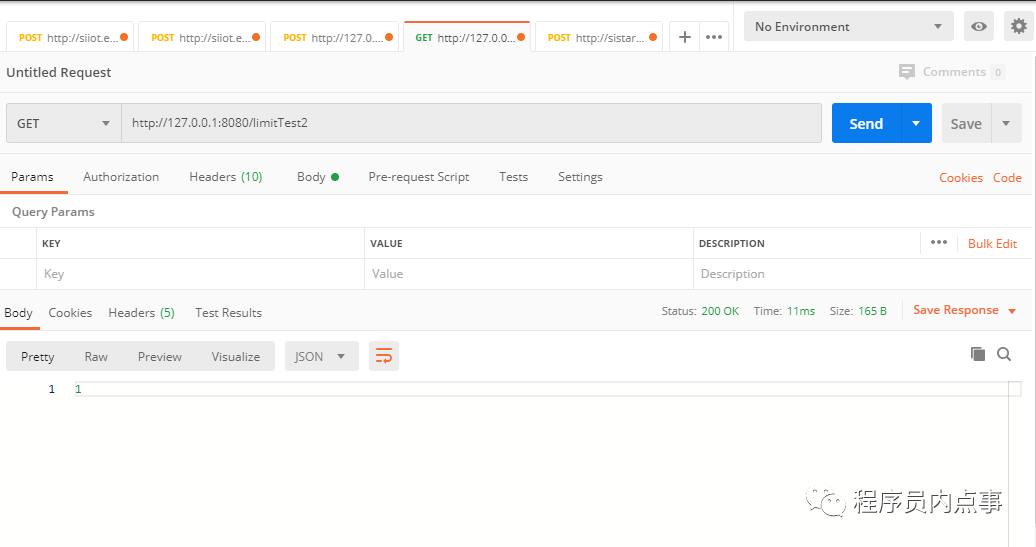 POST http://siiot.e... POST http://siiot.e... POST http://127.0.... GET http://127.0.0... POST http://sistar... + ••• No Environment
Untitled Request Comments 0
GET http://127.0.0.1:8080/limitTest2 Send Save
Params Authorization Headers (10) Body Pre-request Script Tests Settings Cookies Code
Query Params
KEY VALUE DESCRIPTION ••• Bulk Edit
Key Value Description
Body Cookies Headers (5) Test Results Status: 200 OK Time: 11ms Size: 165 B Save Response
Pretty Raw Preview Visualize JSON
1 1
程序员内点事